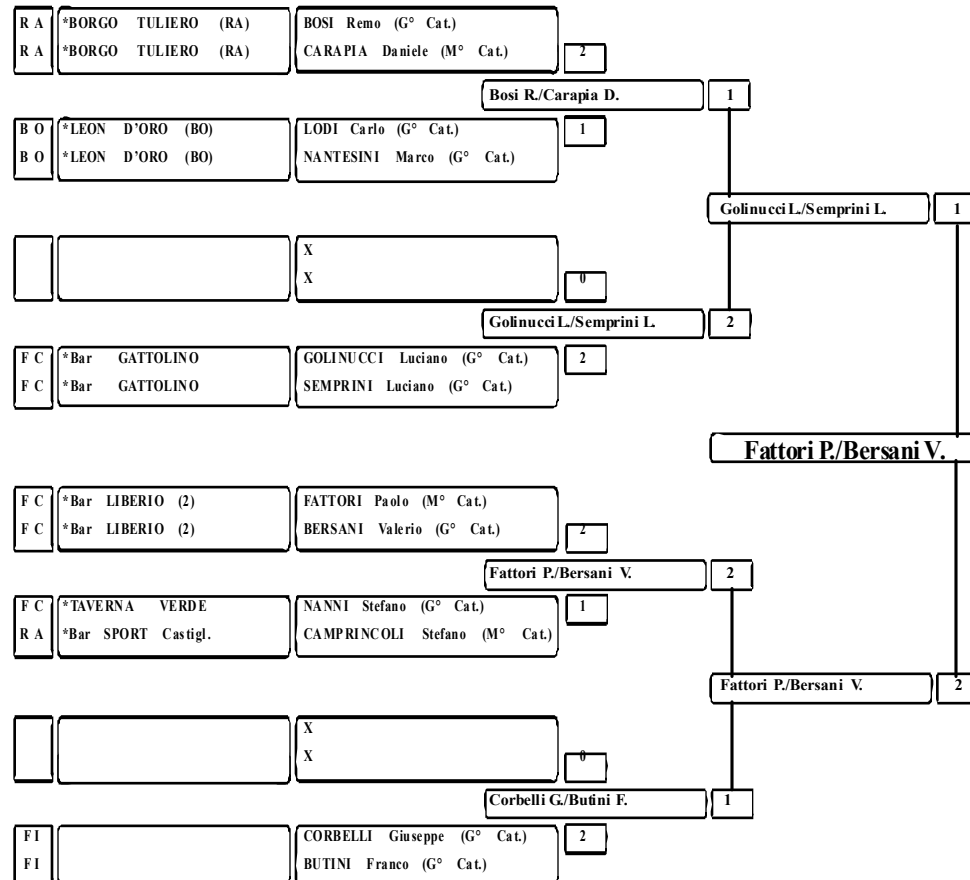 R A *BORGO TULIERO (RA) BOSI Remo (G° Cat.)
R A *BORGO TULIERO (RA) CARAPIA Daniele (M° Cat.) 2
Bosi R./Carapia D. 1
B O *LEON D'ORO (BO) LODI Carlo (G° Cat.) 1
B O *LEON D'ORO (BO) NANTESINI Marco (G° Cat.)
Golinucci L./Semprini L. 1
X
X 0
Golinucci L./Semprini L. 2
F C *Bar GATTOLINO GOLINUCCI Luciano (G° Cat.) 2
F C *Bar GATTOLINO SEMPRINI Luciano (G° Cat.)
Fattori P./Bersani V.
F C *Bar LIBERIO (2) FATTORI Paolo (M° Cat.)
F C *Bar LIBERIO (2) BERSANI Valerio (G° Cat.) 2
Fattori P./Bersani V. 2
F C *TAVERNA VERDE NANNI Stefano (G° Cat.) 1
R A *Bar SPORT Castigl. CAMPRINCOLI Stefano (M° Cat.)
Fattori P./Bersani V. 2
X
X 0
Corbelli G./Butini F. 1
F I CORBELLI Giuseppe (G° Cat.) 2
F I BUTINI Franco (G° Cat.)